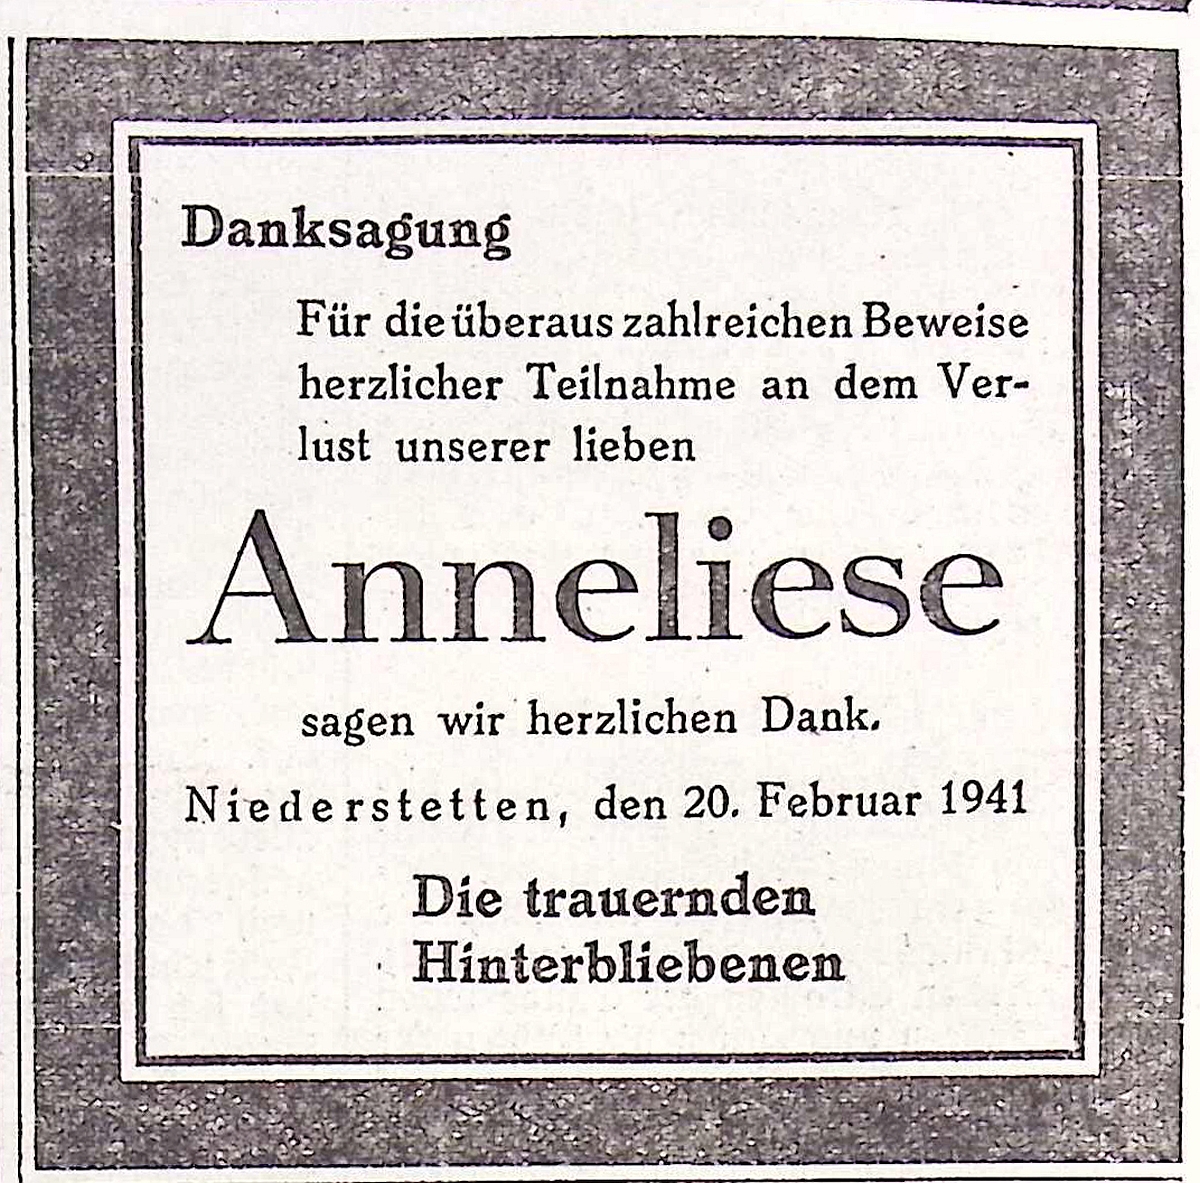 Danksagung
Für die überaus zahlreichen Beweise
herzlicher Teilnahme an dem Ver-
lust unserer lieben
Anneliese
sagen wir herzlichen Dank.
Niederstetten, den 20. Februar 1941
Die trauernden
Hinterbliebenen